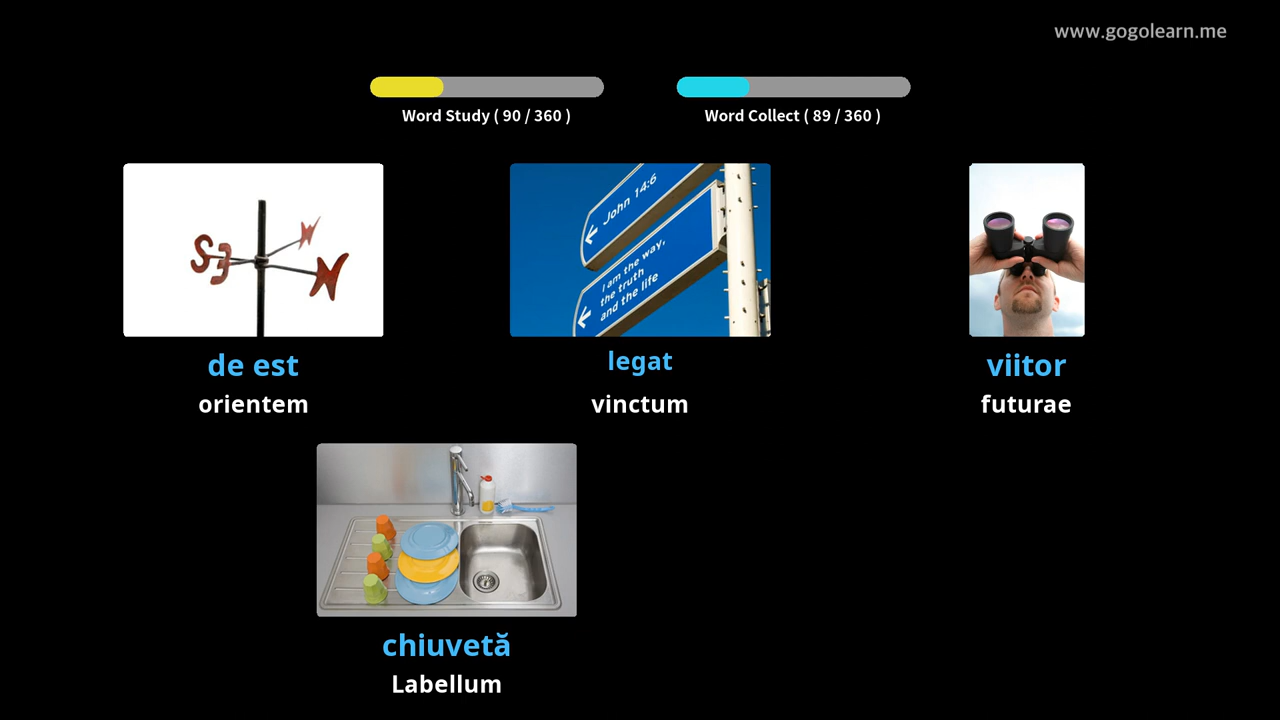 www.gogolearn.me
Word Study ( 90 / 360 )
Word Collect ( 89 / 360 )
S E N N
John 14:6
I am the way,
the truth
and the life
de est
legat
viitor
orientem
vinctum
futurae
chiuvetă
Labellum